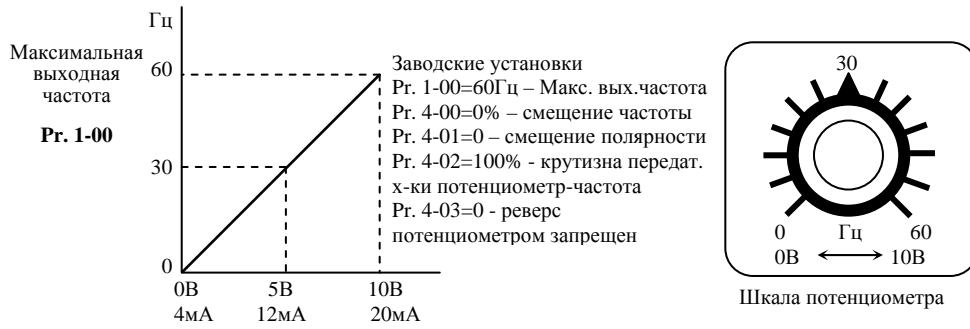 Гц
Максимальная
выходная
частота
Pr. 1-00
60
30
0
0В
5В
10В
4мА
12мА
20мА
Заводские установки
Pr. 1-00=60Гц – Макс. вых.частота
Pr. 4-00=0% – смещение частоты
Pr. 4-01=0 – смещение полярности
Pr. 4-02=100% - крутизна передат.
х-ки потенциометр-частота
Pr. 4-03=0 - реверс
потенциометром запрещен
30
0
Гц
60
0В
10В
Шкала потенциометра